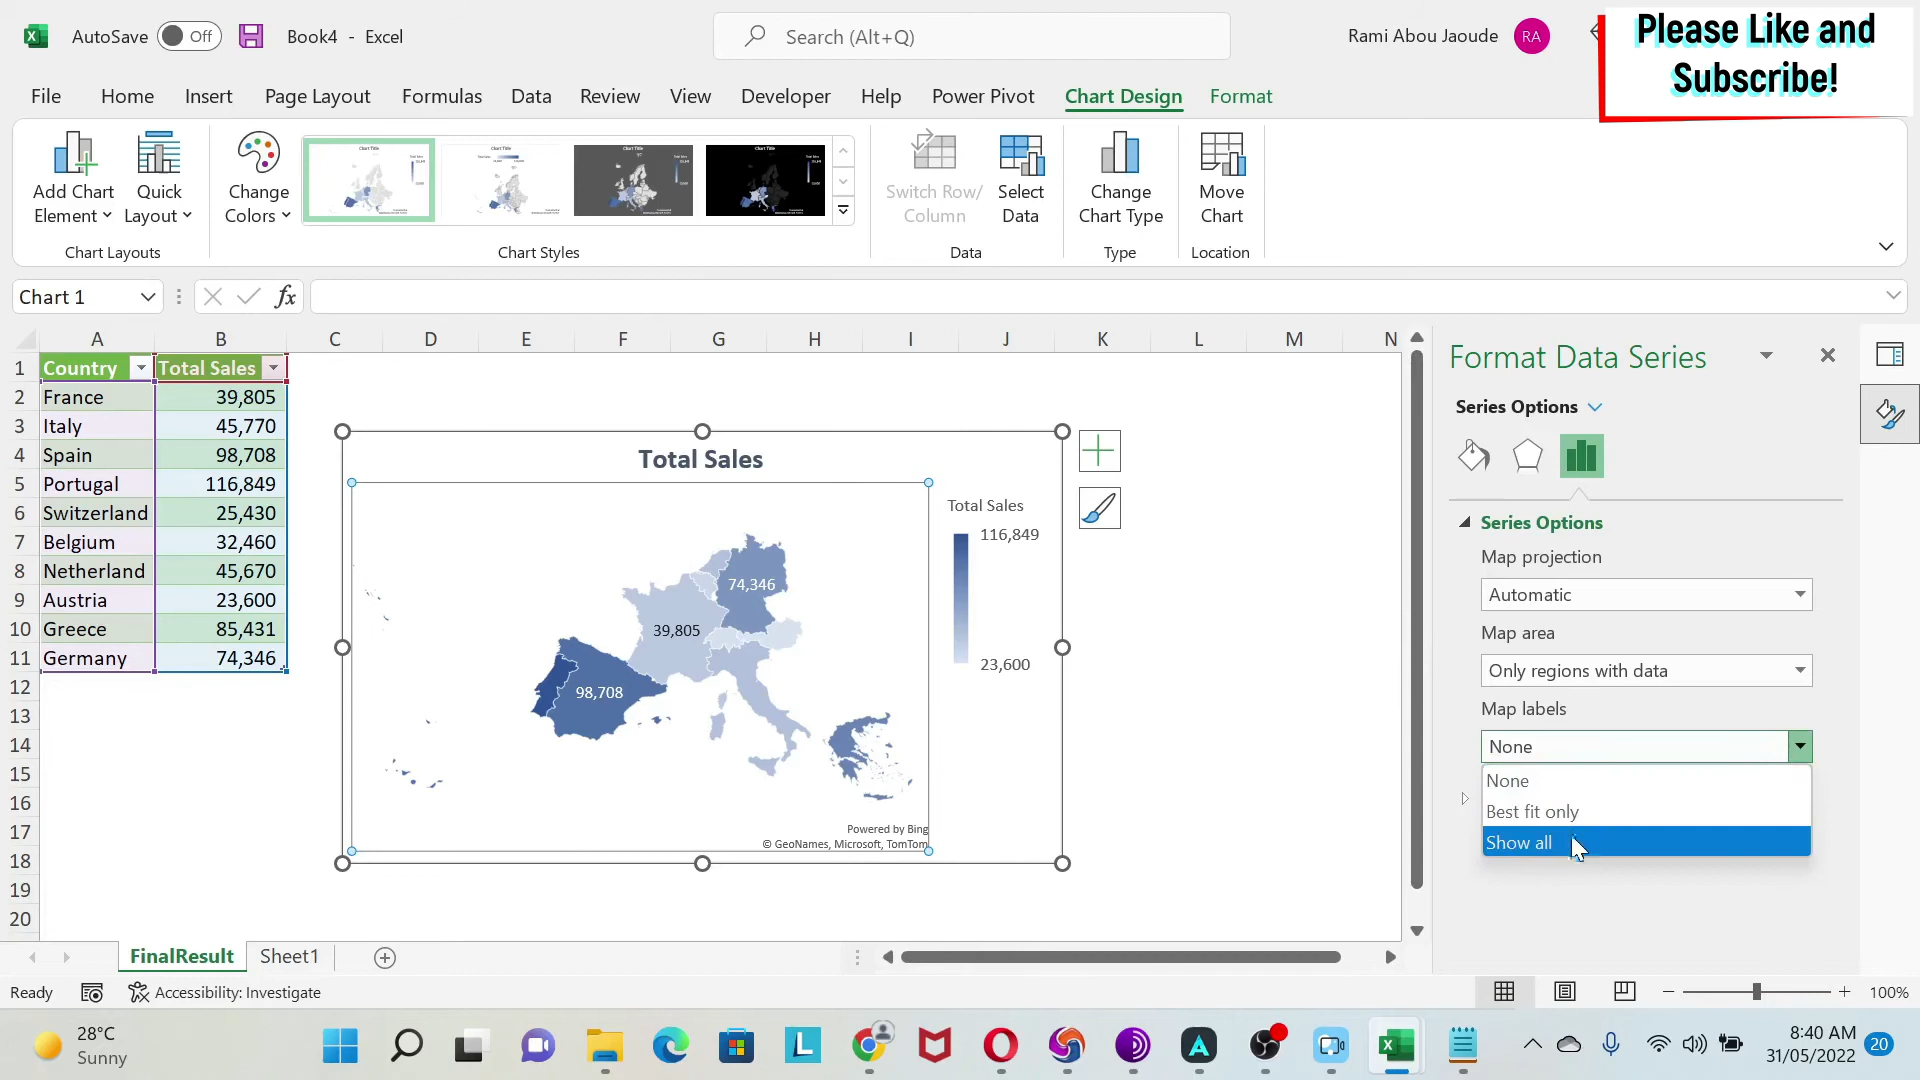 AutoSave Off Book4 - Excel
Search (Alt+Q)
Rami Abou Jaoude RA
Please Like and
Subscribe!
File Home Insert Page Layout Formulas Data Review View Developer Help Power Pivot Chart Design Format
Add Chart
Element
Quick
Layout
Chart Layouts
Change
Colors
Chart Styles
Switch Row/
Column
Select
Data
Data
Change
Chart Type
Type
Move
Chart
Location
Chart 1
fx
A B C D E F G H I J K L M N
1 Country Total Sales
2 France 39,805
3 Italy 45,770
4 Spain 98,708
5 Portugal 116,849
6 Switzerland 25,430
7 Belgium 32,460
8 Netherland 45,670
9 Austria 23,600
10 Greece 85,431
11 Germany 74,346
12
13
14
15
16
17
18
19
20
Total Sales
74,346
39,805
98,708
Total Sales
116,849
23,600
Powered by Bing
© GeoNames, Microsoft, TomTom
Format Data Series
Series Options
Series Options
Map projection
Automatic
Map area
Only regions with data
Map labels
None
None
Best fit only
Show all
FinalResult Sheet1
Ready Accessibility: Investigate
100%
28°C
Sunny
L
8:40 AM
31/05/2022
20